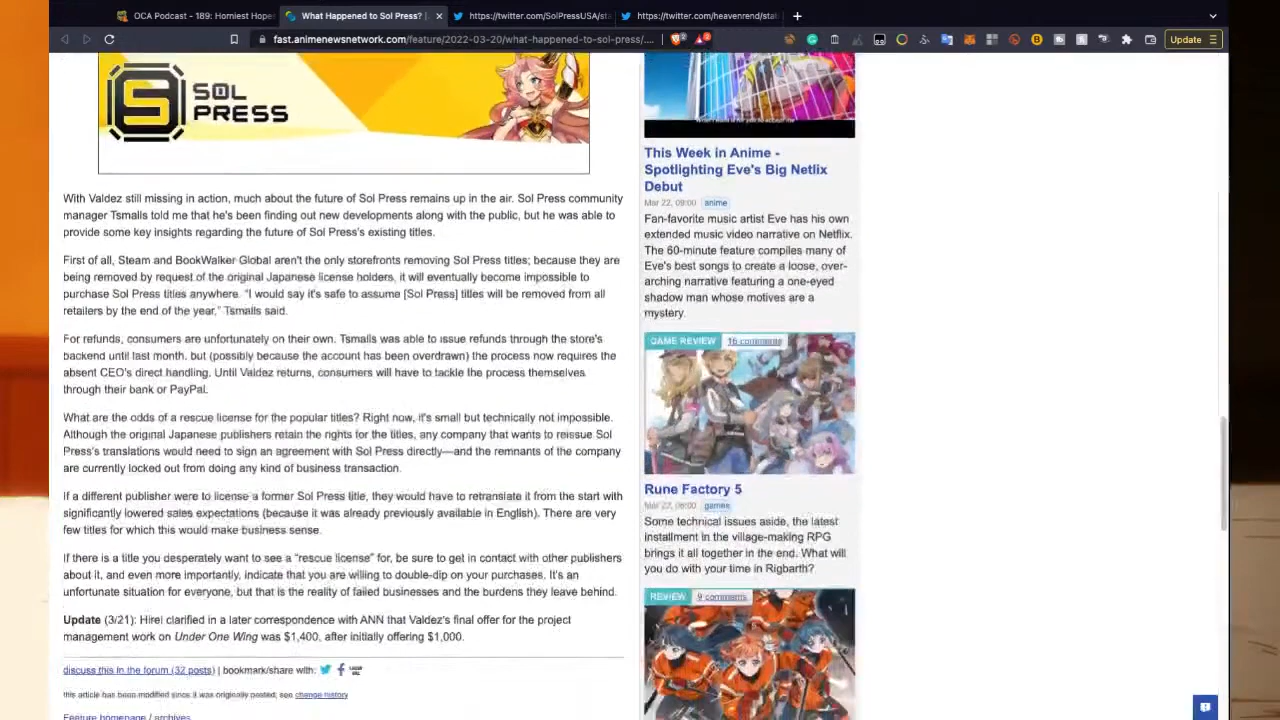 OCA Podcast - 189: Horniest Hope
What Happened to Sol Press? |
https://twitter.com/SolPressUSA/sta
https://twitter.com/heavenrend/stat
fast.animenewsnetwork.com/feature/2022-03-20/what-happened-to-sol-press/....
Update
SOL
PRESS
With Valdez still missing in action, much about the future of Sol Press remains up in the air. Sol Press community
manager Tsmalls told me that he's been finding out new developments along with the public, but he was able to
provide some key insights regarding the future of Sol Press's existing titles.
First of all, Steam and BookWalker Global aren't the only storefronts removing Sol Press titles; because they are
being removed by request of the original Japanese license holders, it will eventually become impossible to
purchase Sol Press titles anywhere. "I would say it's safe to assume [Sol Press] titles will be removed from all
retailers by the end of the year," Tsmalls said.
For refunds, consumers are unfortunately on their own. Tsmalls was able to issue refunds through the store's
backend until last month, but (possibly because the account has been overdrawn) the process now requires the
absent CEO's direct handling. Until Valdez returns, consumers will have to tackle the process themselves
through their bank or PayPal.
What are the odds of a rescue license for the popular titles? Right now, it's small but technically not impossible.
Although the original Japanese publishers retain the rights for the titles, any company that wants to reissue Sol
Press's translations would need to sign an agreement with Sol Press directly—and the remnants of the company
are currently locked out from doing any kind of business transaction.
If a different publisher were to license a former Sol Press title, they would have to retranslate it from the start with
significantly lowered sales expectations (because it was already previously available in English). There are very
few titles for which this would make business sense.
If there is a title you desperately want to see a "rescue license" for, be sure to get in contact with other publishers
about it, and even more importantly, indicate that you are willing to double-dip on your purchases. It's an
unfortunate situation for everyone, but that is the reality of failed businesses and the burdens they leave behind.
Update (3/21): Hirei clarified in a later correspondence with ANN that Valdez's final offer for the project
management work on Under One Wing was $1,400, after initially offering $1,000.
discuss this in the forum (32 posts) | bookmark/share with:
this article has been modified since it was originally posted; see change history
Feature homepage / archives
This Week in Anime -
Spotlighting Eve's Big Netlix
Debut
Mar 22, 09:00 anime
Fan-favorite music artist Eve has his own
extended music video narrative on Netflix.
The 60-minute feature compiles many of
Eve's best songs to create a loose, over-
arching narrative featuring a one-eyed
shadow man whose motives are a
mystery.
GAME REVIEW 16 comments
Rune Factory 5
Mar 22, 06:00 games
Some technical issues aside, the latest
installment in the village-making RPG
brings it all together in the end. What will
you do with your time in Rigbarth?
REVIEW 9 comments